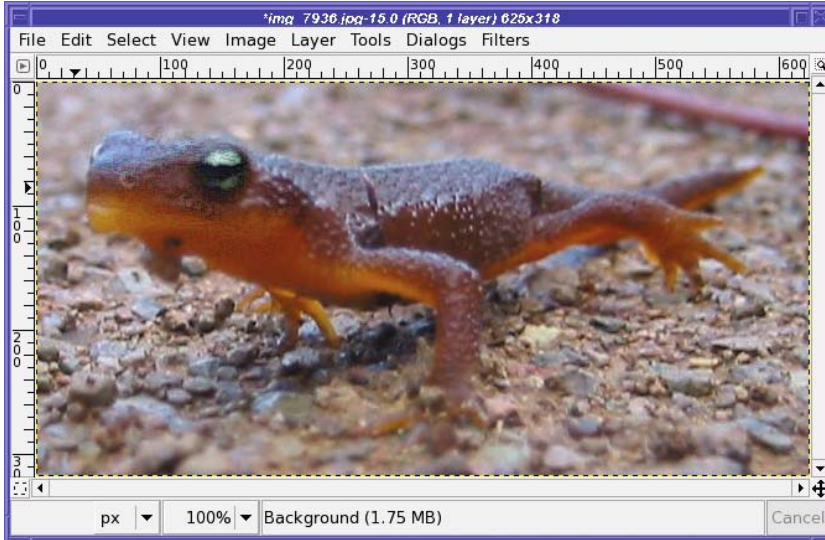 *img_7936.jpg-15.0 (RGB, 1 layer) 625x318
File Edit Select View Image Layer Tools Dialogs Filters
0 100 200 300 400 500 600
0
100
200
30
px 100% Background (1.75 MB) Cancel